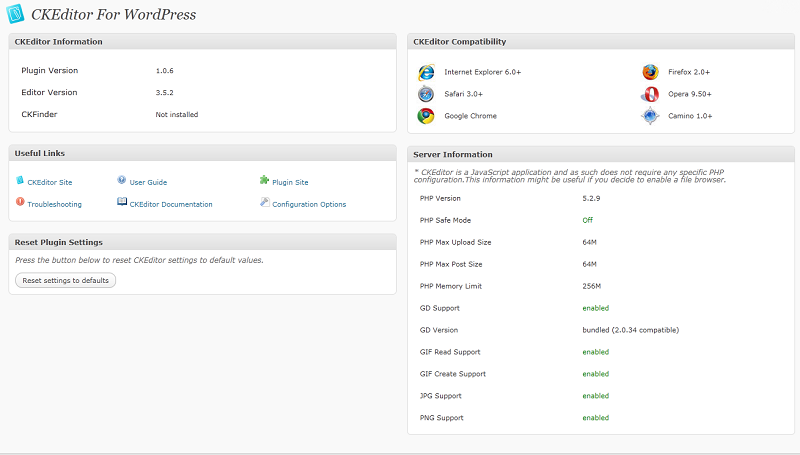 CKEditor For WordPress
CKEditor Information
Plugin Version 1.0.6
Editor Version 3.5.2
CKFinder Not installed
Useful Links
CKEditor Site User Guide Plugin Site
Troubleshooting CKEditor Documentation Configuration Options
Reset Plugin Settings
Press the button below to reset CKEditor settings to default values.
Reset settings to defaults
CKEditor Compatibility
Internet Explorer 6.0+ Firefox 2.0+
Safari 3.0+ Opera 9.50+
Google Chrome Camino 1.0+
Server Information
* CKEditor is a JavaScript application and as such does not require any specific PHP
configuration.This information might be useful if you decide to enable a file browser.
PHP Version 5.2.9
PHP Safe Mode Off
PHP Max Upload Size 64M
PHP Max Post Size 64M
PHP Memory Limit 256M
GD Support enabled
GD Version bundled (2.0.34 compatible)
GIF Read Support enabled
GIF Create Support enabled
JPG Support enabled
PNG Support enabled